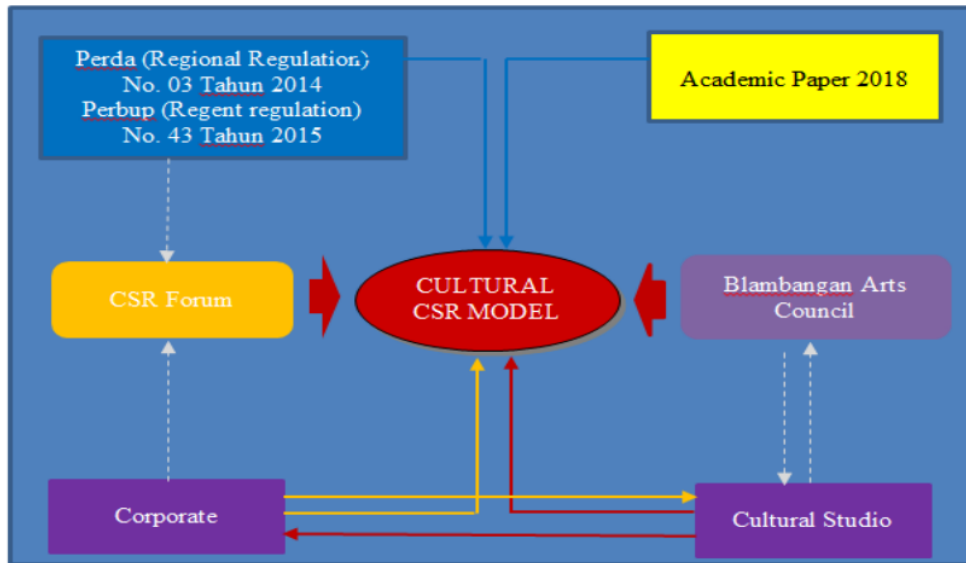 Perda (Regional Regulation)
No. 03 Tahun 2014
Perbup (Regent regulation)
No. 43 Tahun 2015
Academic Paper 2018
CSR Forum
CULTURAL
CSR MODEL
Blambangan Arts
Council
Corporate
Cultural Studio